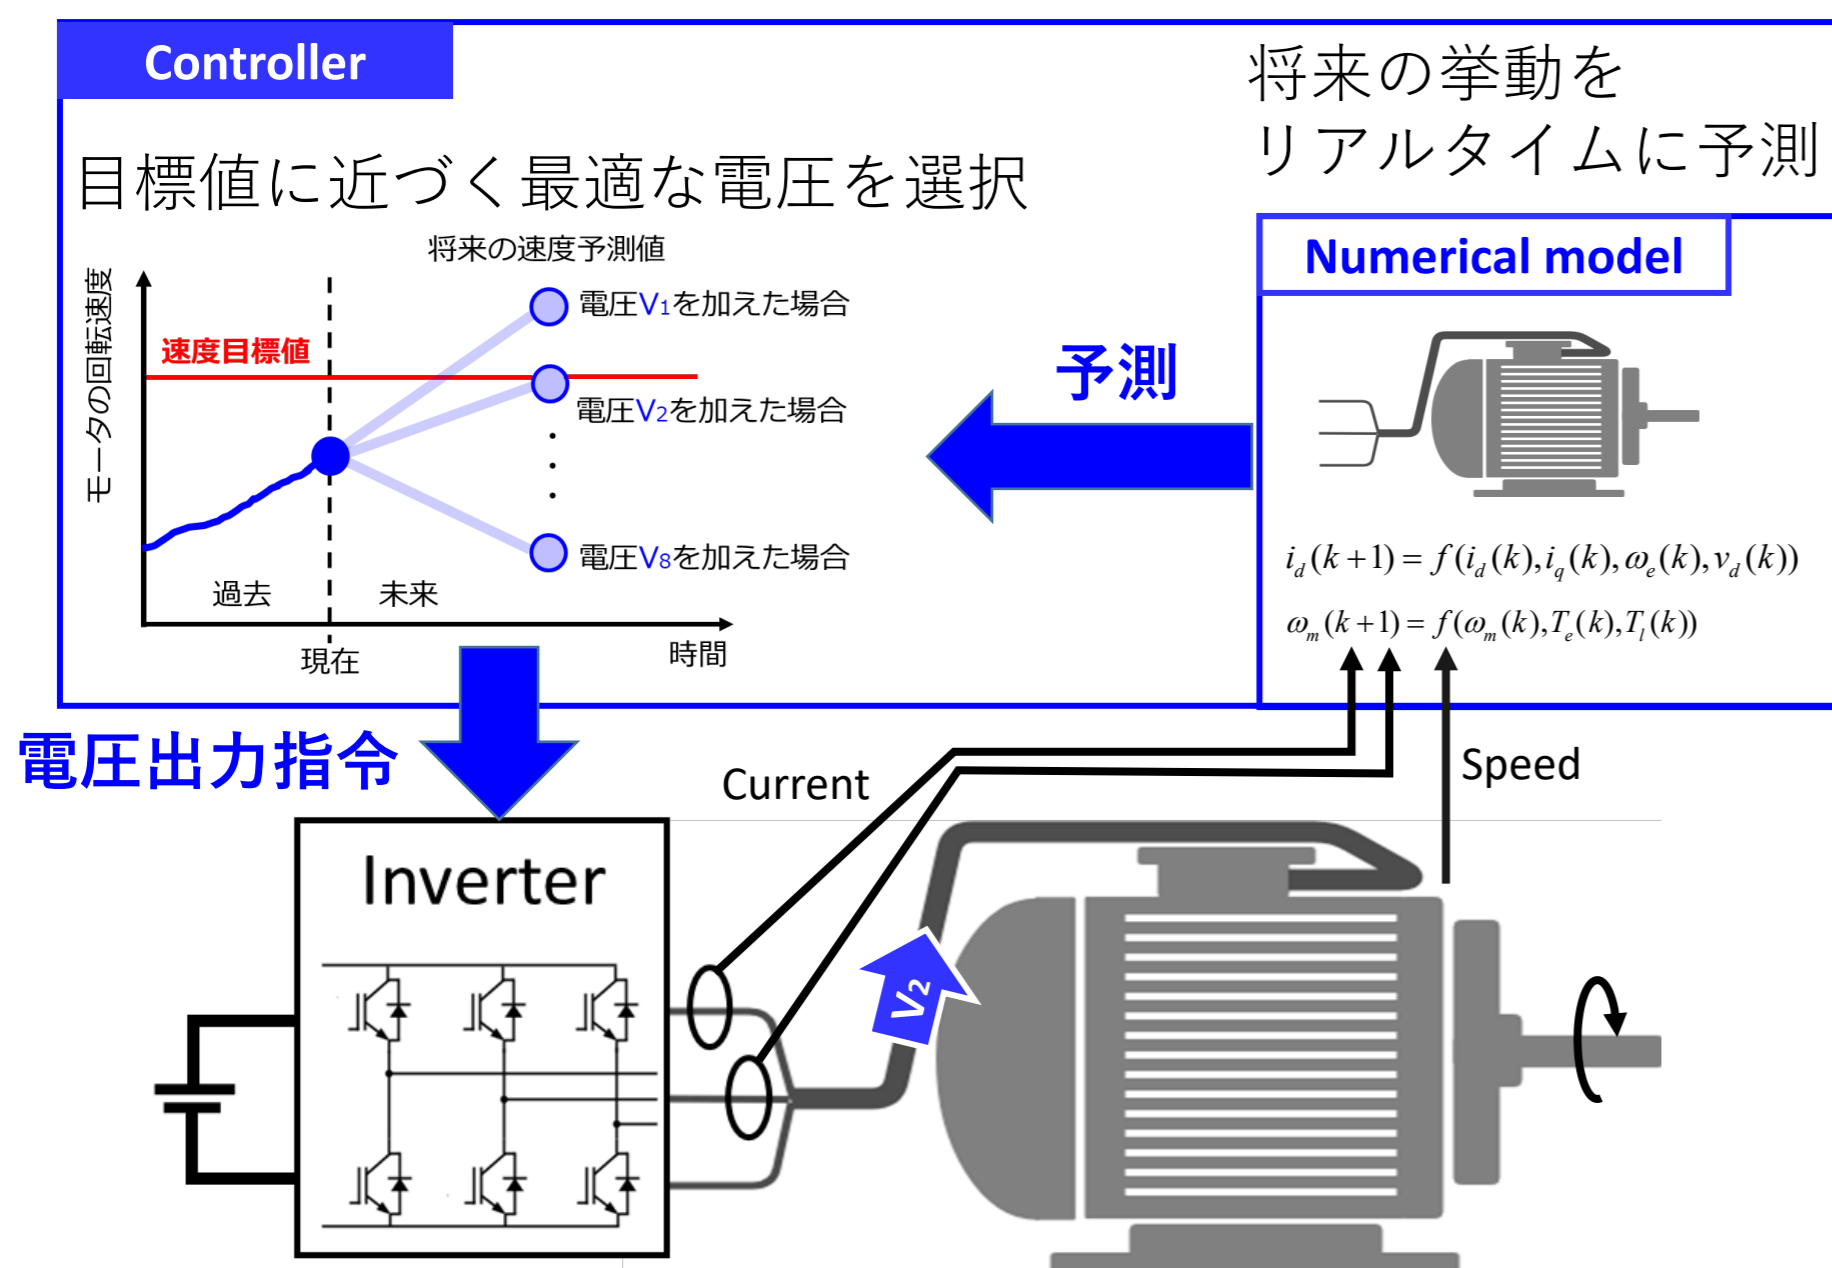 Controller
将来の挙動を
リアルタイムに予測
目標値に近づく最適な電圧を選択
将来の速度予測値
モータの回転速度
速度目標値
電圧V1を加えた場合
電圧V2を加えた場合
電圧V8を加えた場合
過去
未来
現在
時間
予測
Numerical model
i_d(k+1) = f(i_d(k), i_q(k), ω_e(k), v_d(k))
ω_m(k+1) = f(ω_m(k), T_e(k), T_l(k))
電圧出力指令
Current
Speed
Inverter
V2